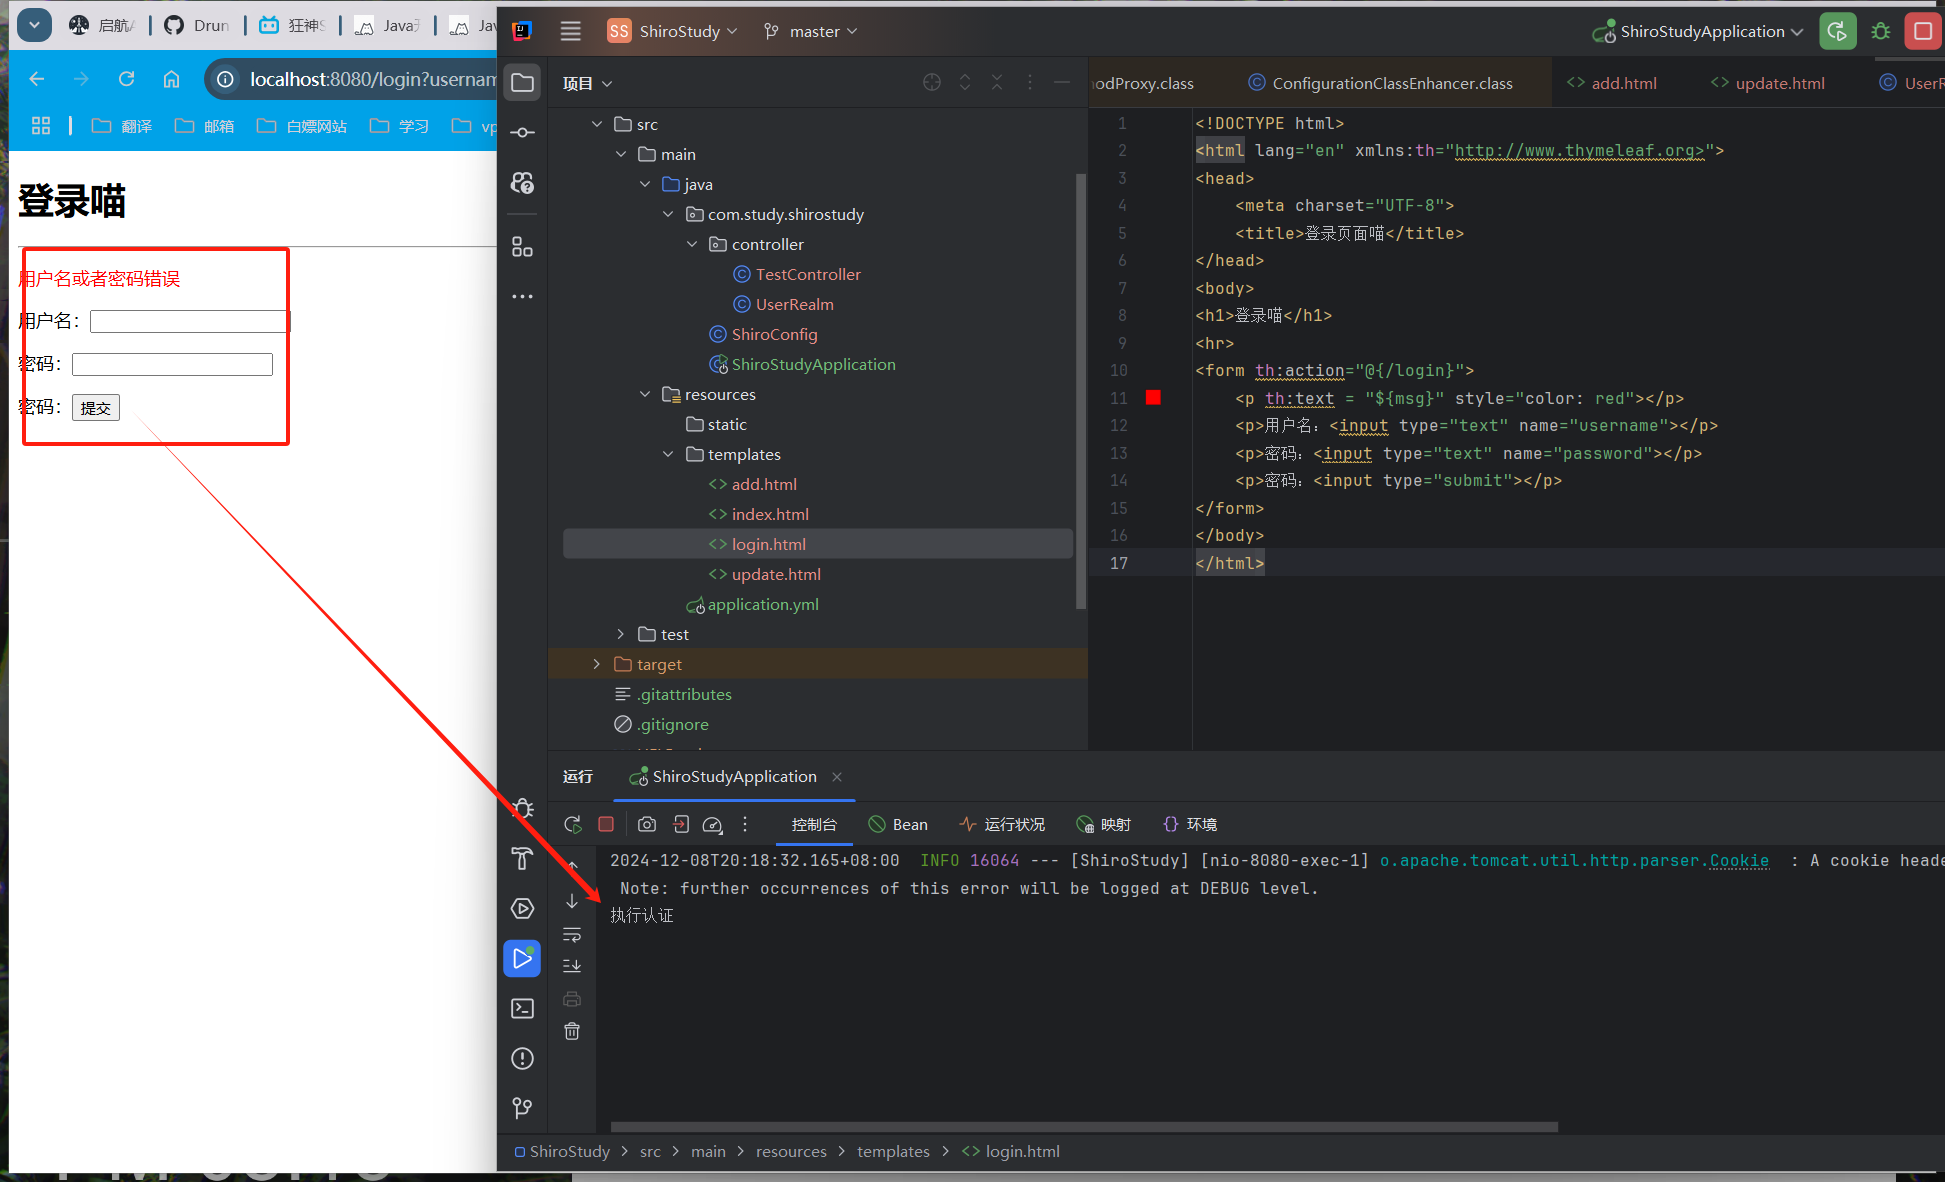 启航
Drun
狂神
Java
Jav
localhost:8080/login?usernam
翻译
邮箱
白嫖网站
学习
vp
登录喵
用户名或者密码错误
用户名：
密码：
密码： 提交
SS ShiroStudy master ShiroStudyApplication
项目
src
main
java
com.study.shirostudy
controller
TestController
UserRealm
ShiroConfig
ShiroStudyApplication
resources
static
templates
add.html
index.html
login.html
update.html
application.yml
test
target
.gitattributes
.gitignore
odProxy.class ConfigurationClassEnhancer.class add.html update.html UserR
1 <!DOCTYPE html>
2 <html lang="en" xmlns:th="http://www.thymeleaf.org>">
3 <head>
4 <meta charset="UTF-8">
5 <title>登录页面喵</title>
6 </head>
7 <body>
8 <h1>登录喵</h1>
9 <hr>
10 <form th:action="@{/login}">
11 <p th:text = "${msg}" style="color: red"></p>
12 <p>用户名：<input type="text" name="username"></p>
13 <p>密码：<input type="text" name="password"></p>
14 <p>密码：<input type="submit"></p>
15 </form>
16 </body>
17 </html>
运行 ShiroStudyApplication
控制台 Bean 运行状况 映射 环境
2024-12-08T20:18:32.165+08:00 INFO 16064 --- [ShiroStudy] [nio-8080-exec-1] o.apache.tomcat.util.http.parser.Cookie : A cookie heade
Note: further occurrences of this error will be logged at DEBUG level.
执行认证
ShiroStudy > src > main > resources > templates > login.html